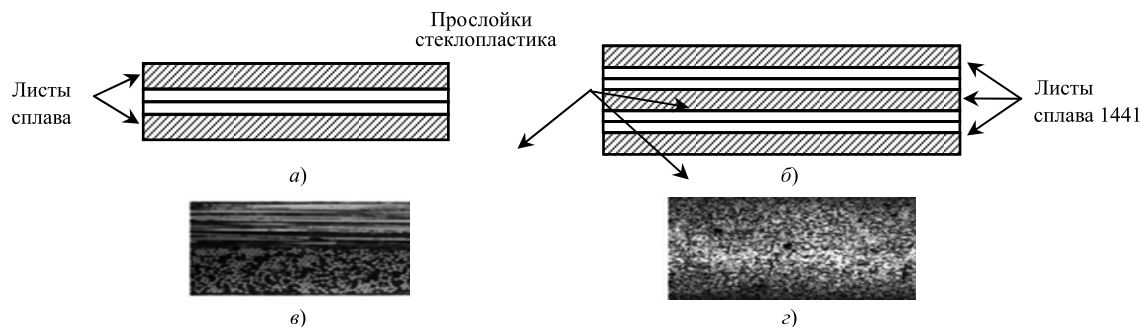 Прослойки
стеклопластика
Листы
сплава
Листы
сплава 1441
а)
б)
в)
г)